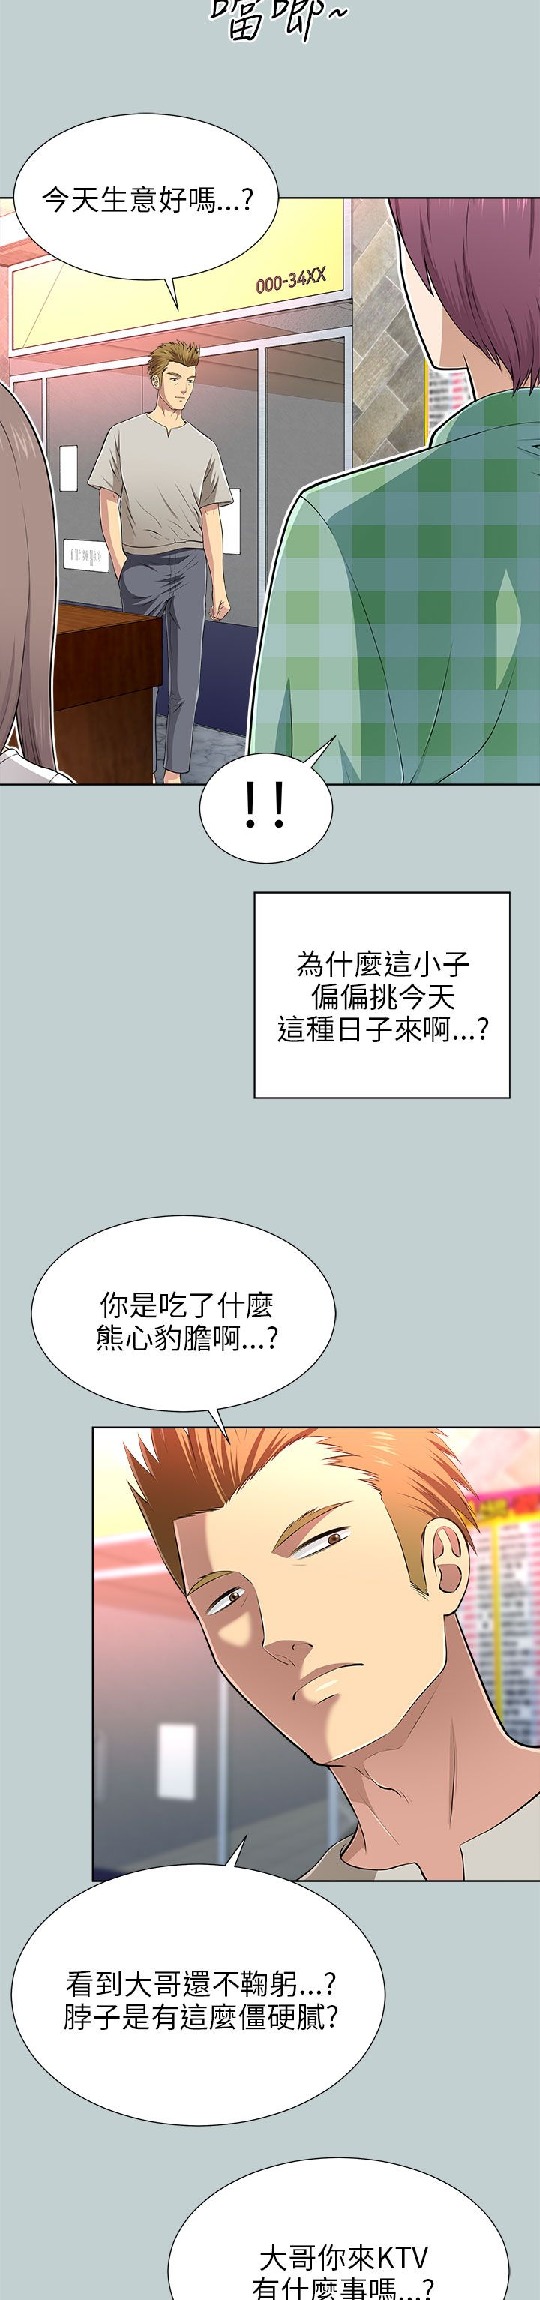 噹啷~
今天生意好嗎...?
000-34XX
!!
為什麼這小子
偏偏挑今天
這種日子來啊...?
你是吃了什麼
熊心豹膽啊...?
看到大哥還不鞠躬...?
脖子是有這麼僵硬膩?
大哥你來KTV
有什麼事嗎...?